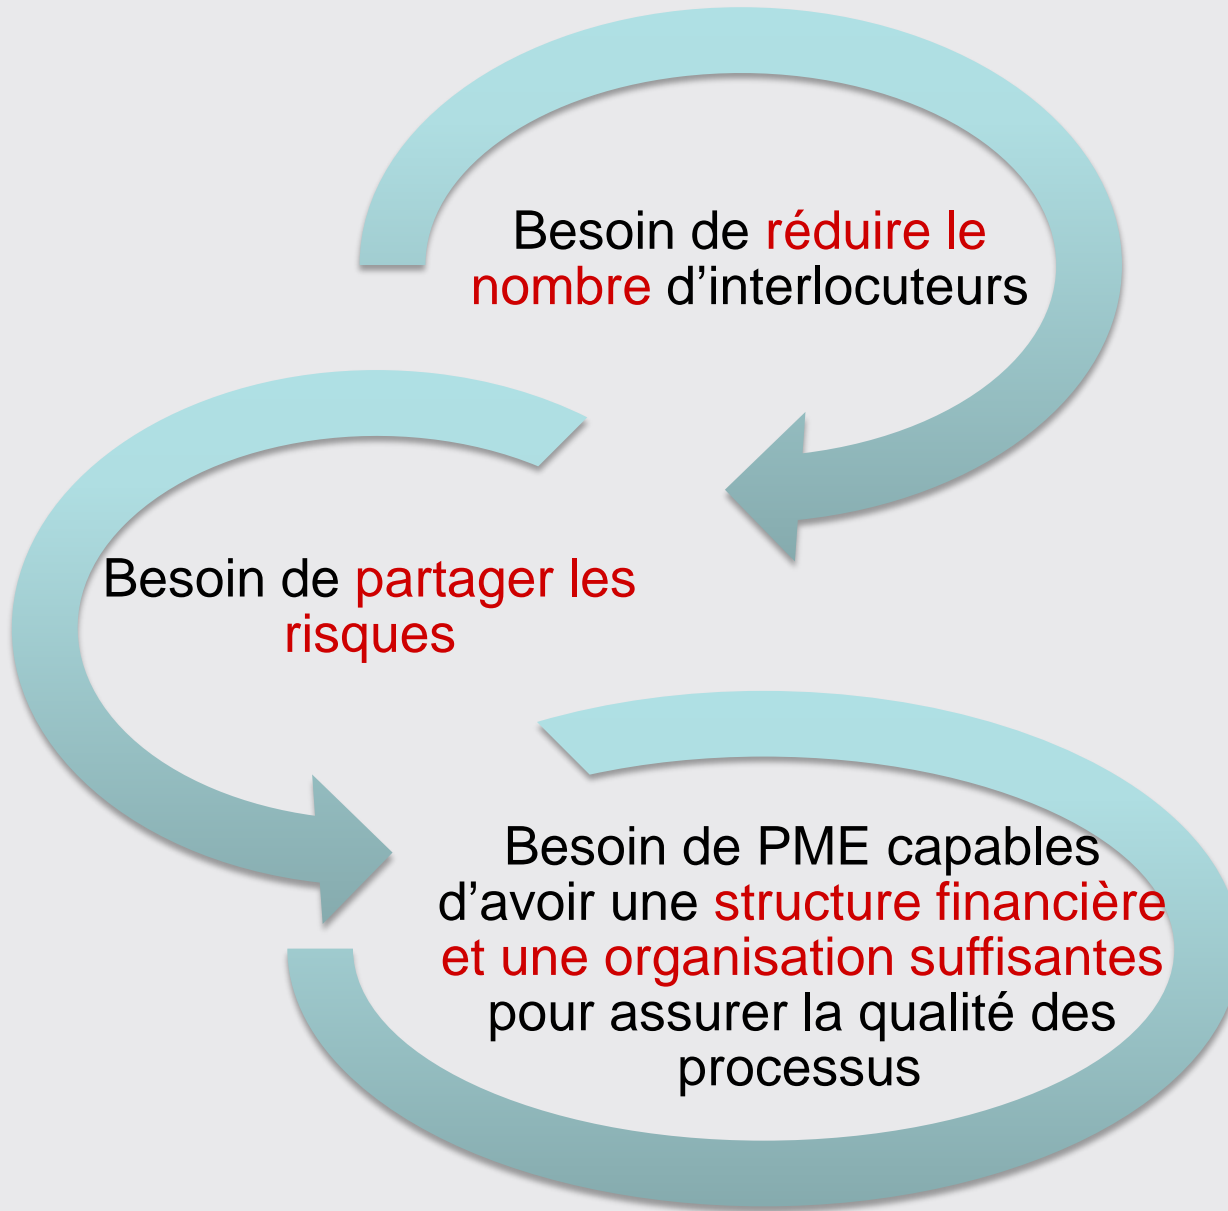 Besoin de réduire le
nombre d’interlocuteurs
Besoin de partager les
risques
Besoin de PME capables
d’avoir une structure financière
et une organisation suffisantes
pour assurer la qualité des
processus